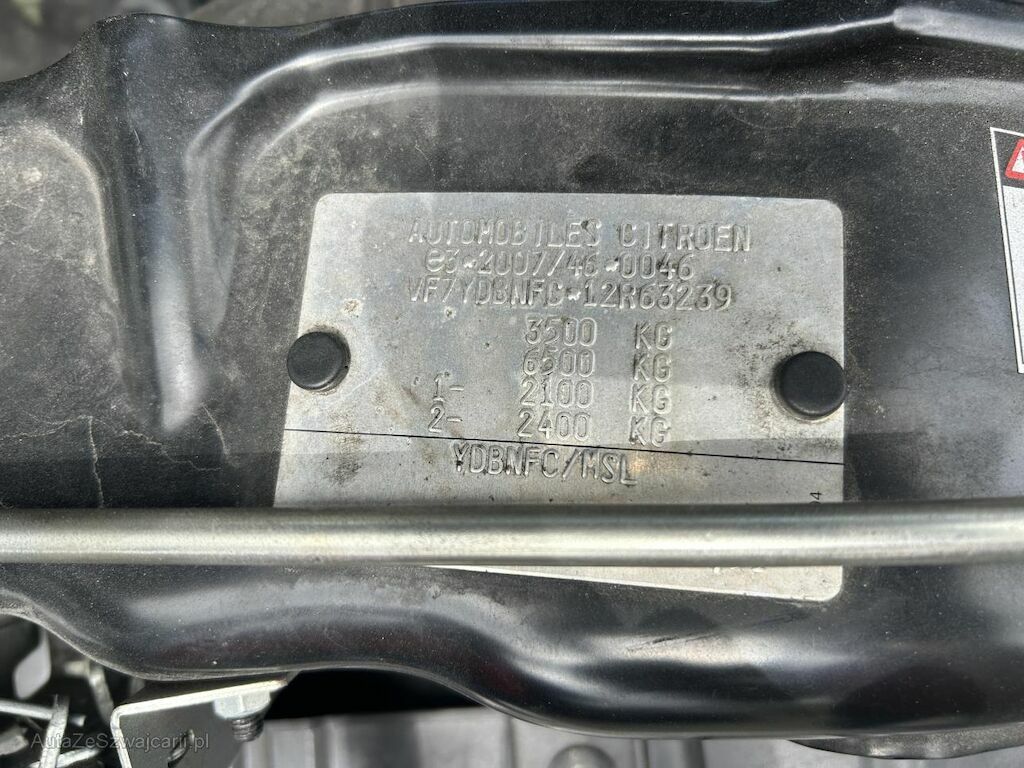 AUTOMOBILES CITROEN
e3*2007/46*0046
VF7YDBNFC-12R63239
3500 KG
6500 KG
1- 2100 KG
2- 2400 KG
YDBNFC/MSL
AutaZeSzwajcarii.pl